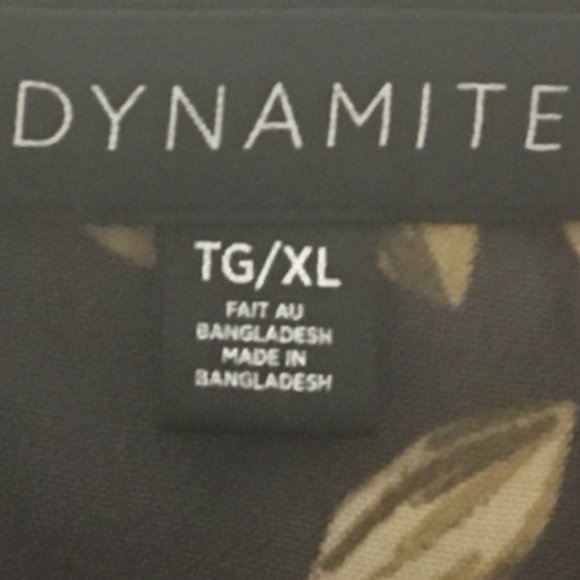 DYNAMITE
TG/XL
FAIT AU
BANGLADESH
MADE IN
BANGLADESH